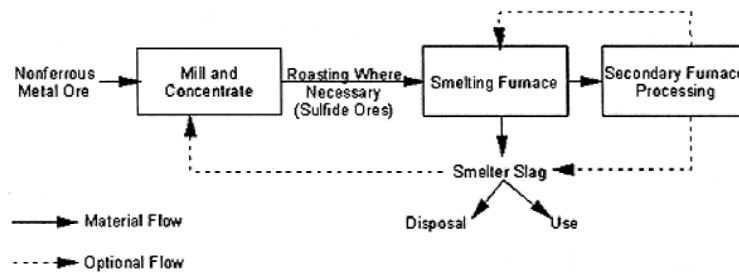 Nonferrous
Metal Ore
Mill and
Concentrate
Roasting Where
Necessary
(Sulfide Ores)
Smelting Furnace
Secondary Furnace
Processing
Smelter Slag
Disposal
Use
Material Flow
Optional Flow